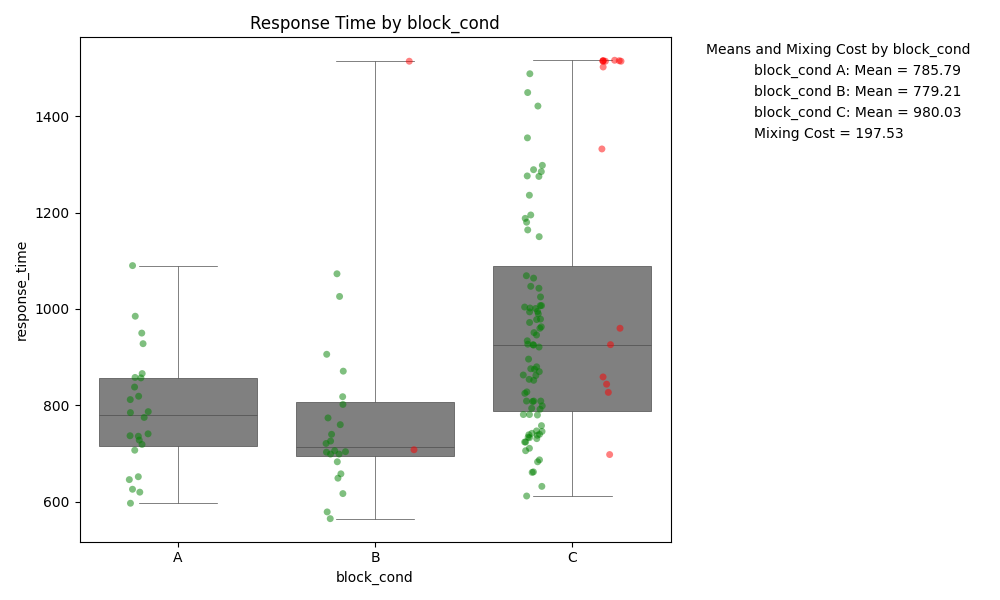 Response Time by block_cond
Means and Mixing Cost by block_cond
block_cond A: Mean = 785.79
block_cond B: Mean = 779.21
block_cond C: Mean = 980.03
Mixing Cost = 197.53
response_time
1400
1200
1000
800
600
A
B
C
block_cond